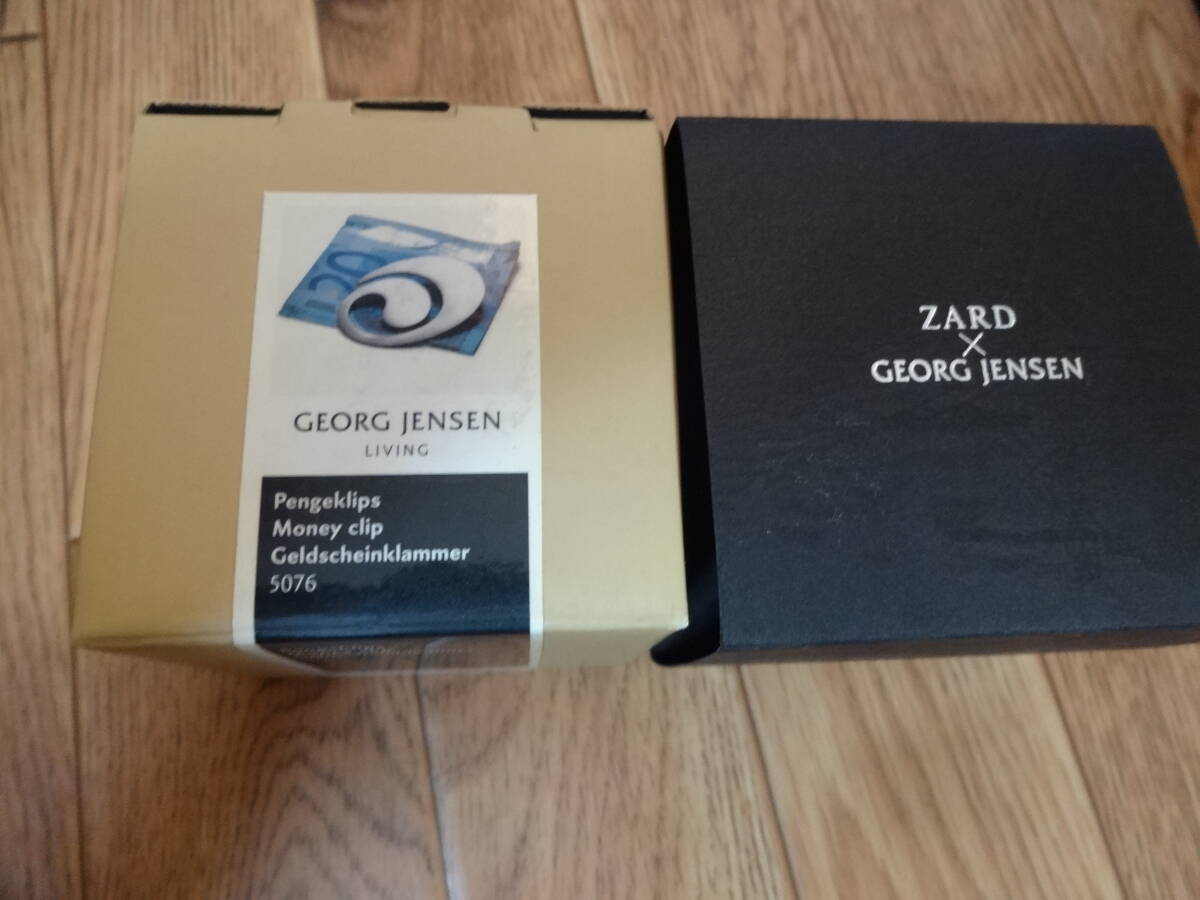 GEORG JENSEN
LIVING
Pengeklips
Money clip
Geldscheinklammer
5076
ZARD
×
GEORG JENSEN